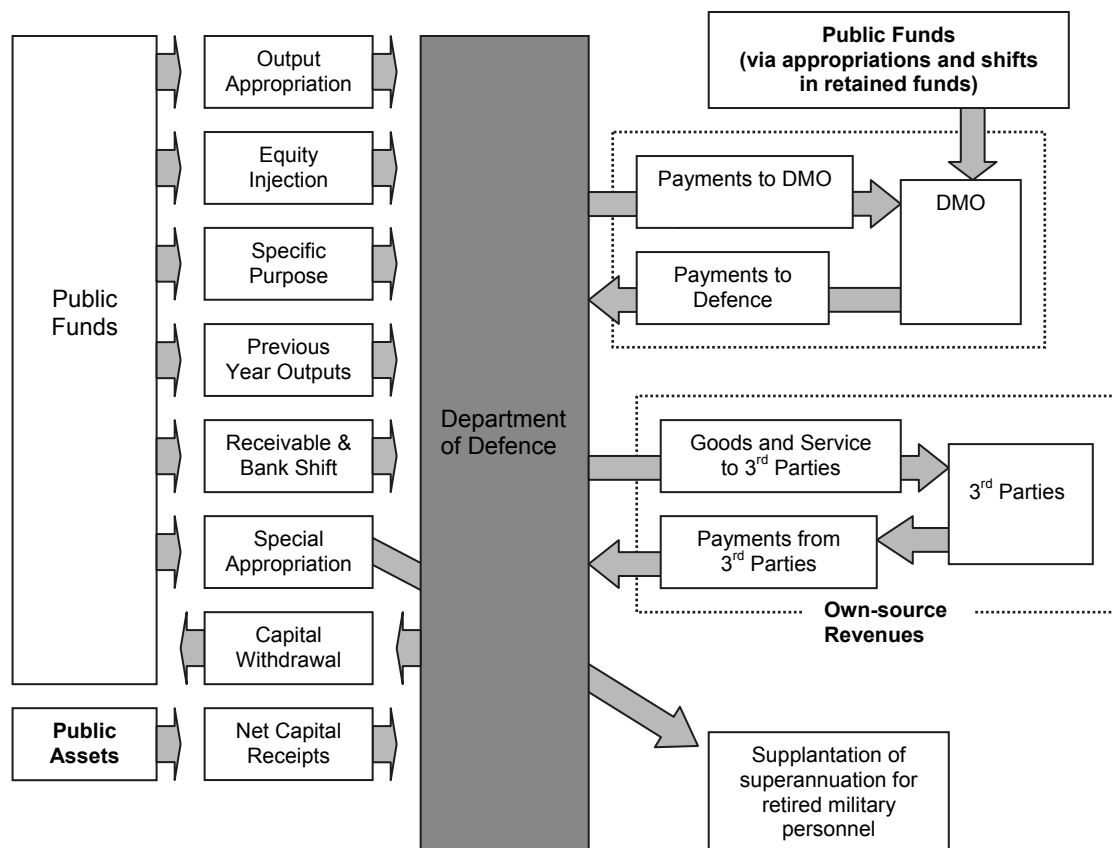 Public
Funds
Output
Appropriation
Equity
Injection
Specific
Purpose
Previous
Year Outputs
Receivable &
Bank Shift
Special
Appropriation
Capital
Withdrawal
Public
Assets
Net Capital
Receipts
Department
of Defence
Public Funds
(via appropriations and shifts
in retained funds)
Payments to DMO
DMO
Payments to
Defence
Goods and Service
to 3rd Parties
3rd Parties
Payments from
3rd Parties
Own-source
Revenues
Supplantation of
superannuation for
retired military
personnel